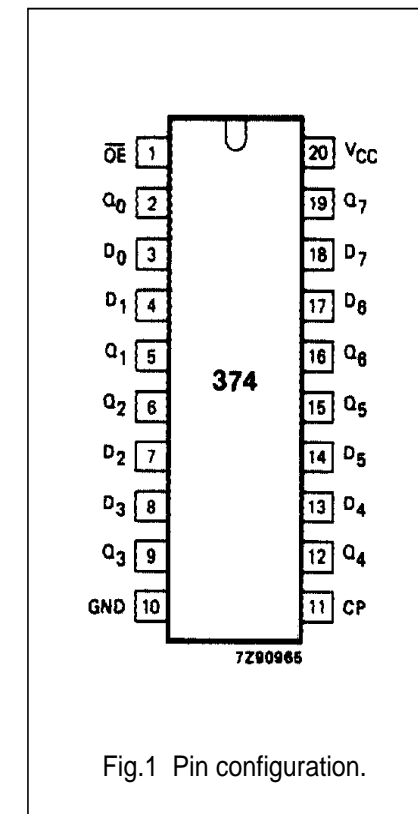 O̅E̅ 1 20 VCC
Q0 2 19 Q7
D0 3 18 D7
D1 4 17 D6
Q1 5 16 Q6
374
Q2 6 15 Q5
D2 7 14 D5
D3 8 13 D4
Q3 9 12 Q4
GND 10 11 CP
7Z90965
Fig.1 Pin configuration.